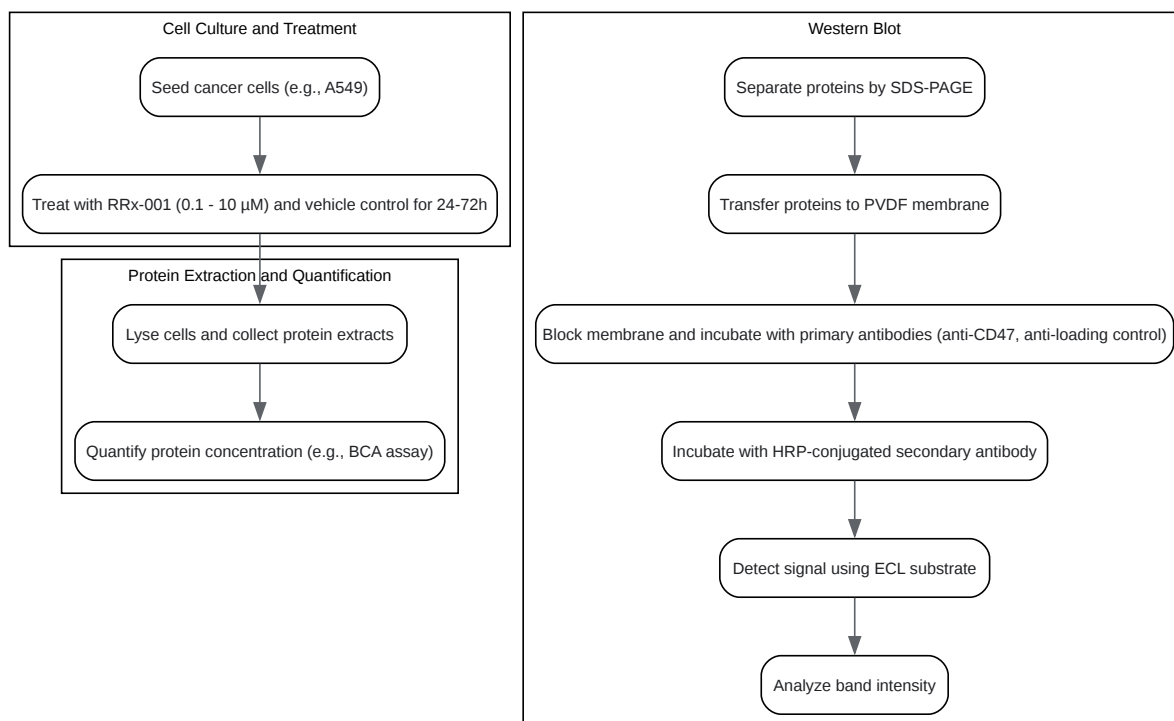 Cell Culture and Treatment
Seed cancer cells (e.g., A549)
Treat with RRx-001 (0.1 - 10 µM) and vehicle control for 24-72h
Protein Extraction and Quantification
Lyse cells and collect protein extracts
Quantify protein concentration (e.g., BCA assay)
Western Blot
Separate proteins by SDS-PAGE
Transfer proteins to PVDF membrane
Block membrane and incubate with primary antibodies (anti-CD47, anti-loading control)
Incubate with HRP-conjugated secondary antibody
Detect signal using ECL substrate
Analyze band intensity